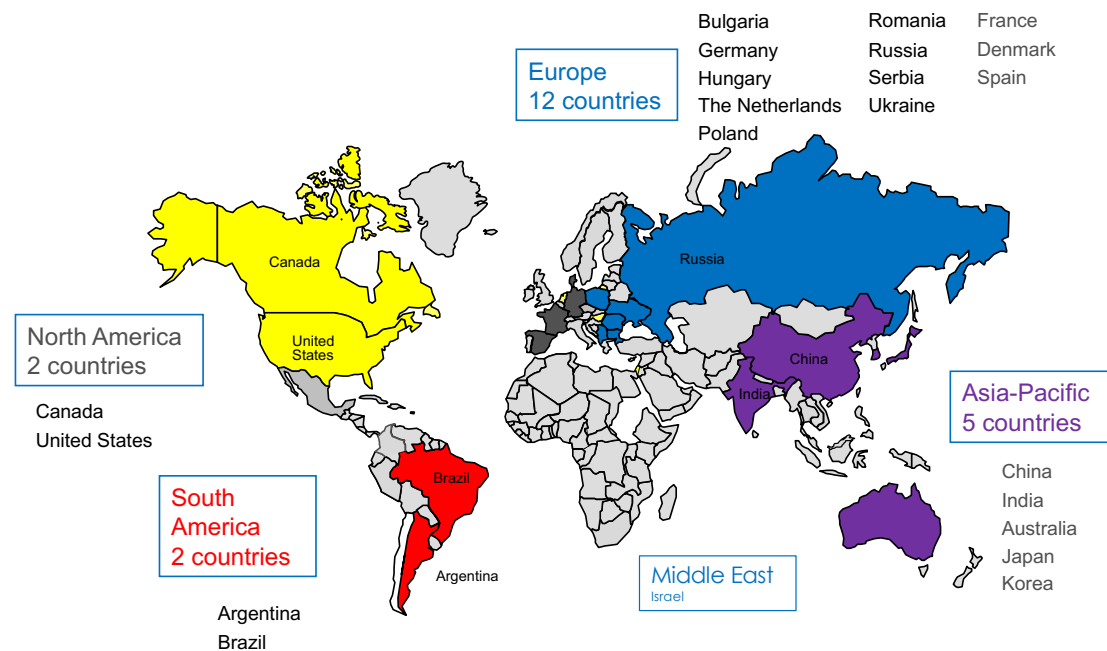 Bulgaria
Germany
Hungary
The Netherlands
Poland
Romania
Russia
Serbia
Ukraine
France
Denmark
Spain
Europe
12 countries
Canada
United
States
Russia
China
India
Brazil
Argentina
North America
2 countries
Canada
United States
South
America
2 countries
Argentina
Brazil
Asia-Pacific
5 countries
China
India
Australia
Japan
Korea
Middle East
Israel